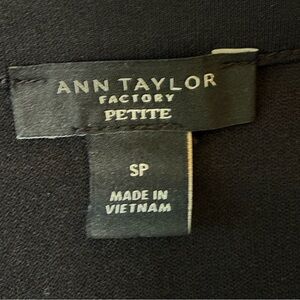 ANN TAYLOR
FACTORY
PETITE
SP
MADE IN
VIETNAM